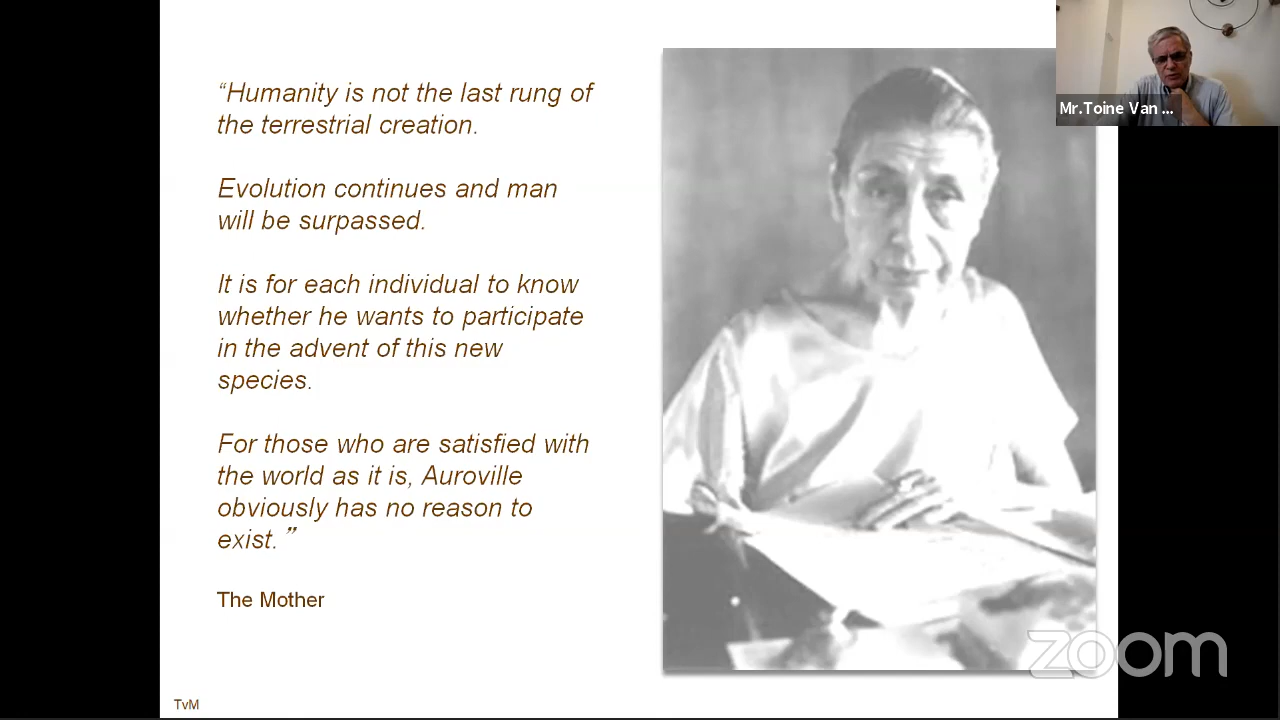 “Humanity is not the last rung of
the terrestrial creation.
Evolution continues and man
will be surpassed.
It is for each individual to know
whether he wants to participate
in the advent of this new
species.
For those who are satisfied with
the world as it is, Auroville
obviously has no reason to
exist.”
The Mother
TvM
Mr.Toine Van ...
zoom